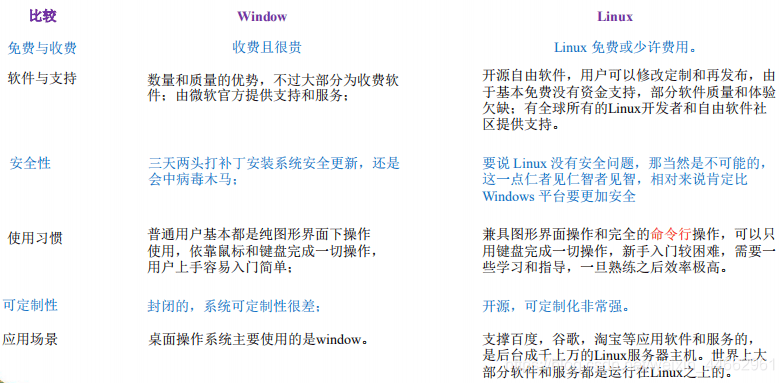 比较 Window Linux
免费与收费 收费且很贵 Linux 免费或少许费用。
软件与支持
数量和质量的优势，不过大部分为收费软
件；由微软官方提供支持和服务；
开源自由软件，用户可以修改定制和再发布，由
于基本免费没有资金支持，部分软件质量和体验
欠缺；有全球所有的Linux开发者和自由软件社
区提供支持。
安全性
三天两头打补丁安装系统安全更新，还是
会中病毒木马；
要说 Linux 没有安全问题，那当然是不可能的，
这一点仁者见仁智者见智，相对来说肯定比
Windows 平台要更加安全
使用习惯
普通用户基本都是纯图形界面下操作
使用，依靠鼠标和键盘完成一切操作，
用户上手容易入门简单；
兼具图形界面操作和完全的命令行操作，可以只
用键盘完成一切操作，新手入门较困难，需要一
些学习和指导，一旦熟练之后效率极高。
可定制性 封闭的，系统可定制性很差； 开源，可定制化非常强。
应用场景 桌面操作系统主要使用的是window。
支撑百度，谷歌，淘宝等应用软件和服务的，
是后台成千上万的Linux服务器主机。世界上大
部分软件和服务都是运行在Linux之上的。